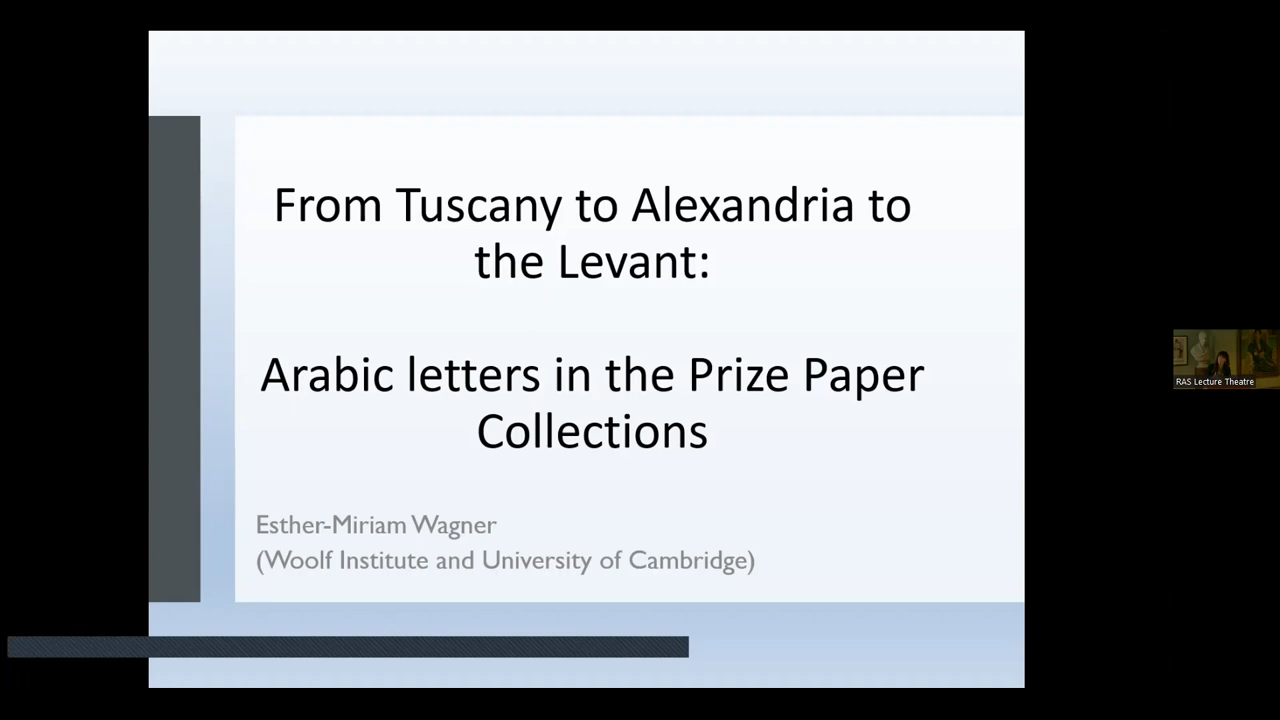 From Tuscany to Alexandria to
the Levant:
Arabic letters in the Prize Paper
Collections
Esther-Miriam Wagner
(Woolf Institute and University of Cambridge)
RAS Lecture Theatre